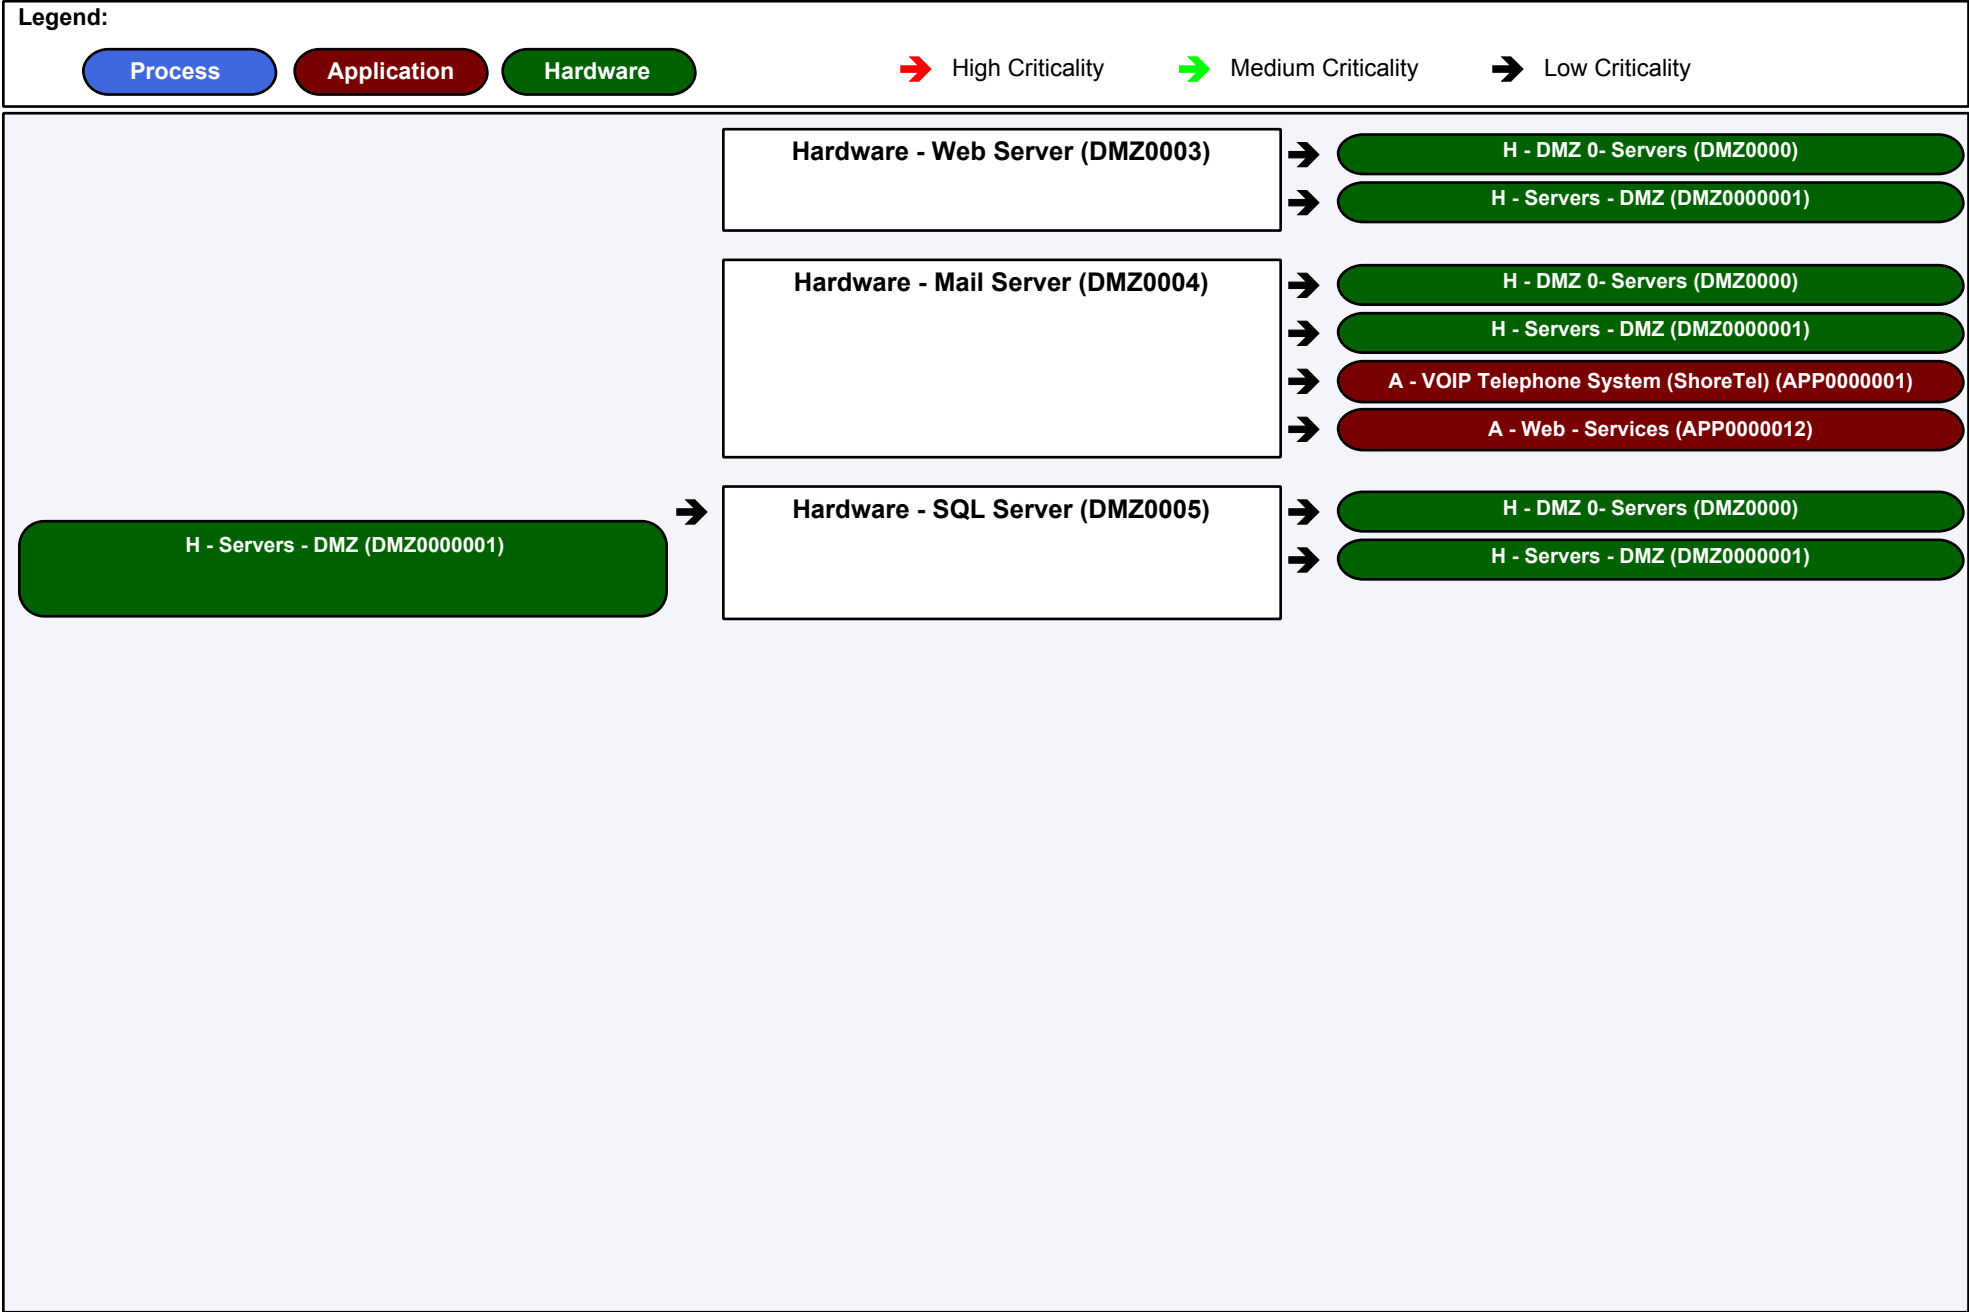 Legend:
Process Application Hardware High Criticality Medium Criticality Low Criticality
Hardware - Web Server (DMZ0003)
H - DMZ 0- Servers (DMZ0000)
H - Servers - DMZ (DMZ0000001)
Hardware - Mail Server (DMZ0004)
H - DMZ 0- Servers (DMZ0000)
H - Servers - DMZ (DMZ0000001)
A - VOIP Telephone System (ShoreTel) (APP0000001)
A - Web - Services (APP0000012)
H - Servers - DMZ (DMZ0000001)
Hardware - SQL Server (DMZ0005)
H - DMZ 0- Servers (DMZ0000)
H - Servers - DMZ (DMZ0000001)